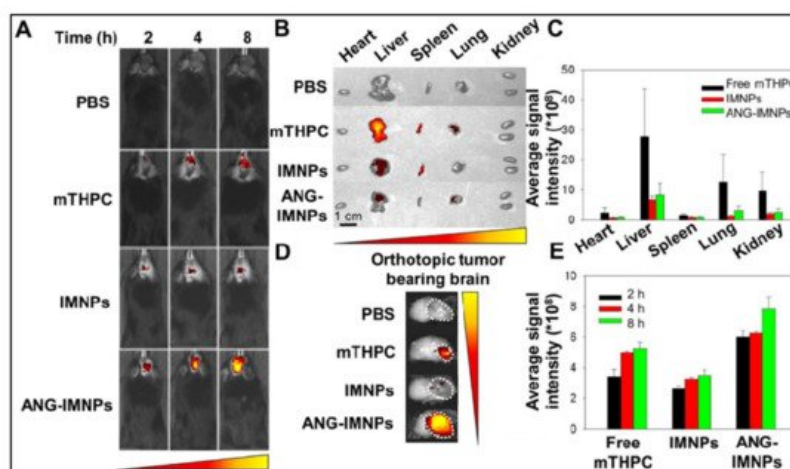 A
Time (h)
2 4 8
PBS
mTHPC
IMNPs
ANG-IMNPs
B
Heart Liver Spleen Lung Kidney
PBS
mTHPC
IMNPs
ANG-
IMNPs
1 cm
C
Average signal
intensity (*10⁸)
50
40
30
20
10
0
Free mTHPC
IMNPs
ANG-IMNPs
Heart Liver Spleen Lung Kidney
D
Orthotopic tumor
bearing brain
PBS
mTHPC
IMNPs
ANG-IMNPs
E
Average signal
intensity (*10⁸)
8
6
4
2
0
2 h
4 h
8 h
Free
mTHPC
IMNPs
ANG-
IMNPs